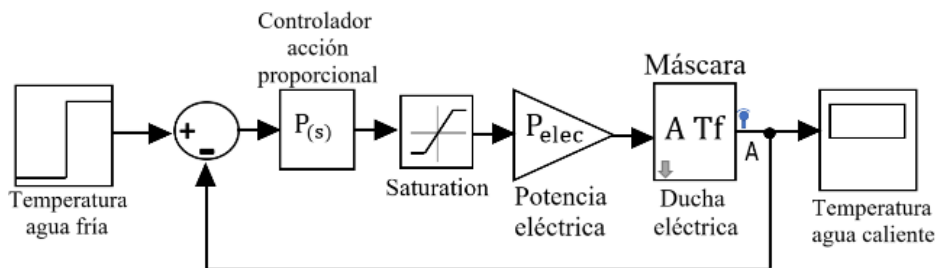 Controlador
acción
proporcional
Máscara
+
-
P(s)
Pelec
A Tf
A
Temperatura
agua fría
Saturation
Potencia
eléctrica
Ducha
eléctrica
Temperatura
agua caliente